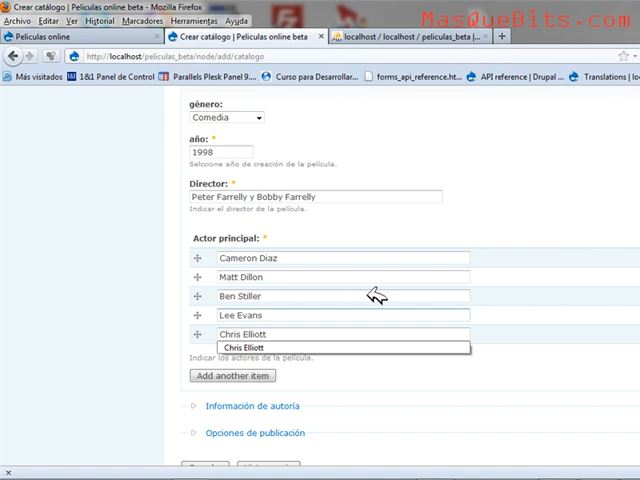 Crear catálogo | Peliculas online beta - Mozilla Firefox
MasQueBits.com
Archivo Editar Ver Historial Marcadores Herramientas Ayuda
Peliculas online
Crear catálogo | Peliculas online beta
localhost / localhost / peliculas_beta |...
http://localhost/peliculas_beta/node/add/catalogo
Más visitados 1&1 Panel de Control Parallels Plesk Panel 9.... Curso para Desarrollar... forms_api_reference.ht... API reference | Drupal ... Translations | lo
género:
Comedia
año: *
1998
Selccione año de creación de la película.
Director: *
Peter Farrelly y Bobby Farrelly
Indicar el director de la película.
Actor principal: *
Cameron Diaz
Matt Dillon
Ben Stiller
Lee Evans
Chris Elliott
Chris Elliott
Indicar los actores de la película.
Add another item
Información de autoría
Opciones de publicación